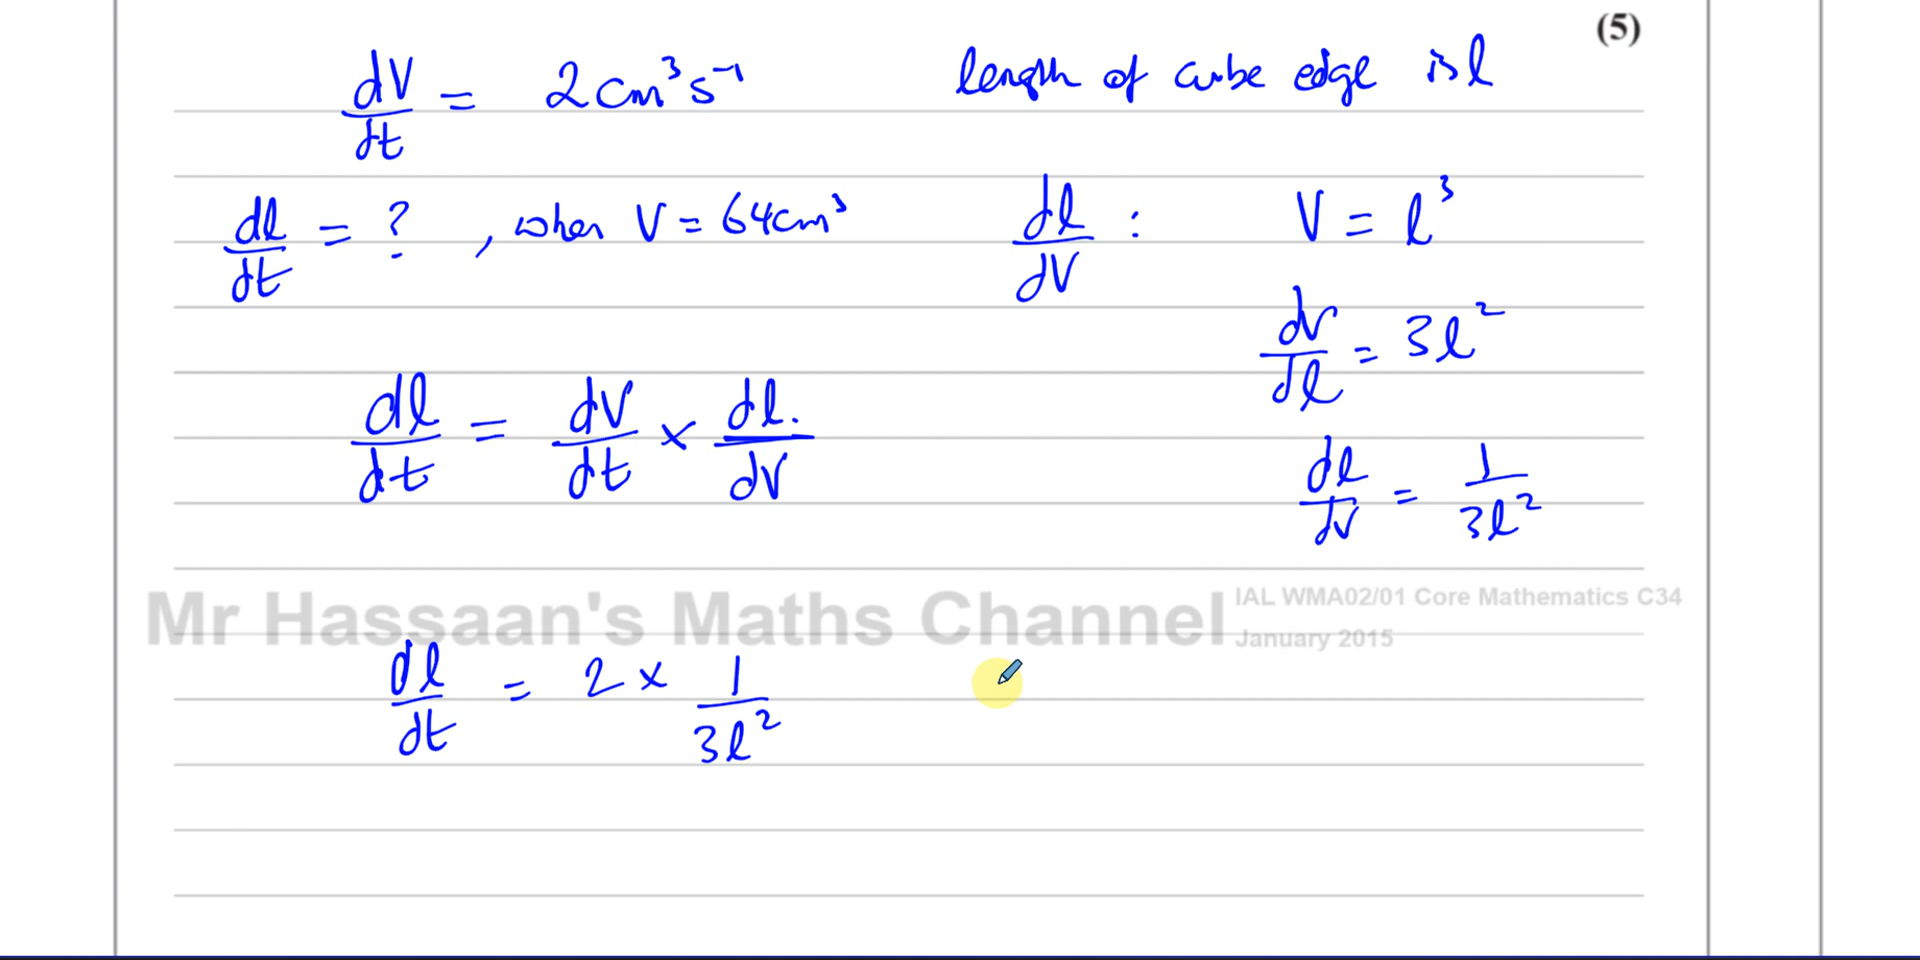 (5)
dV/dt = 2cm³s⁻¹
length of cube edge is l
dl/dt = ? , when V = 64cm³
dl/dV :
V = l³
dV/dl = 3l²
dl/dt = dV/dt × dl/dV
dl/dV = 1/3l²
Mr Hassaan's Maths Channel
IAL WMA02/01 Core Mathematics C34
January 2015
dl/dt = 2 × 1/3l²